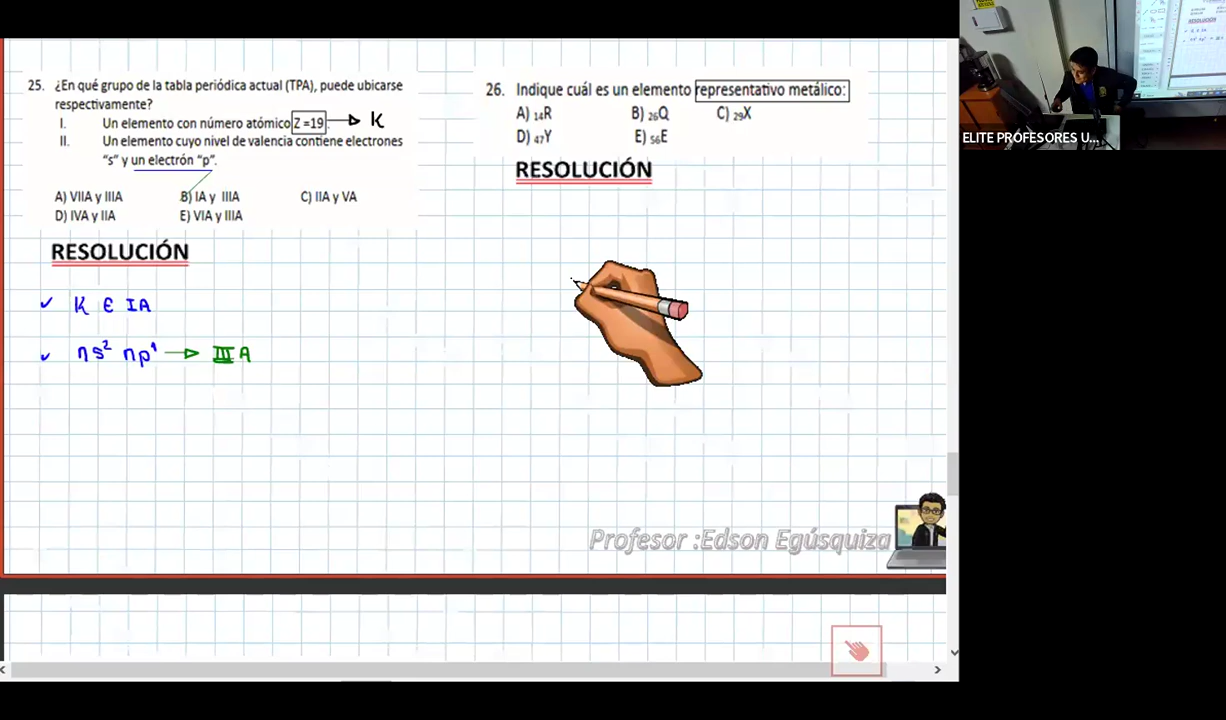 25. ¿En qué grupo de la tabla periódica actual (TPA), puede ubicarse
respectivamente?
I. Un elemento con número atómico Z =19. → K
II. Un elemento cuyo nivel de valencia contiene electrones
"s" y un electrón "p".
A) VIIA y IIIA B) IA y IIIA C) IIA y VA
D) IVA y IIA E) VIA y IIIA
RESOLUCIÓN
✓ K ∈ IA
✓ ns² np¹ → III A
26. Indique cuál es un elemento representativo metálico:
A) ₁₄R B) ₂₆Q C) ₂₉X
D) ₄₇Y E) ₅₆E
RESOLUCIÓN
Profesor :Edson Egúsquiza
ELITE PROFESORES U...